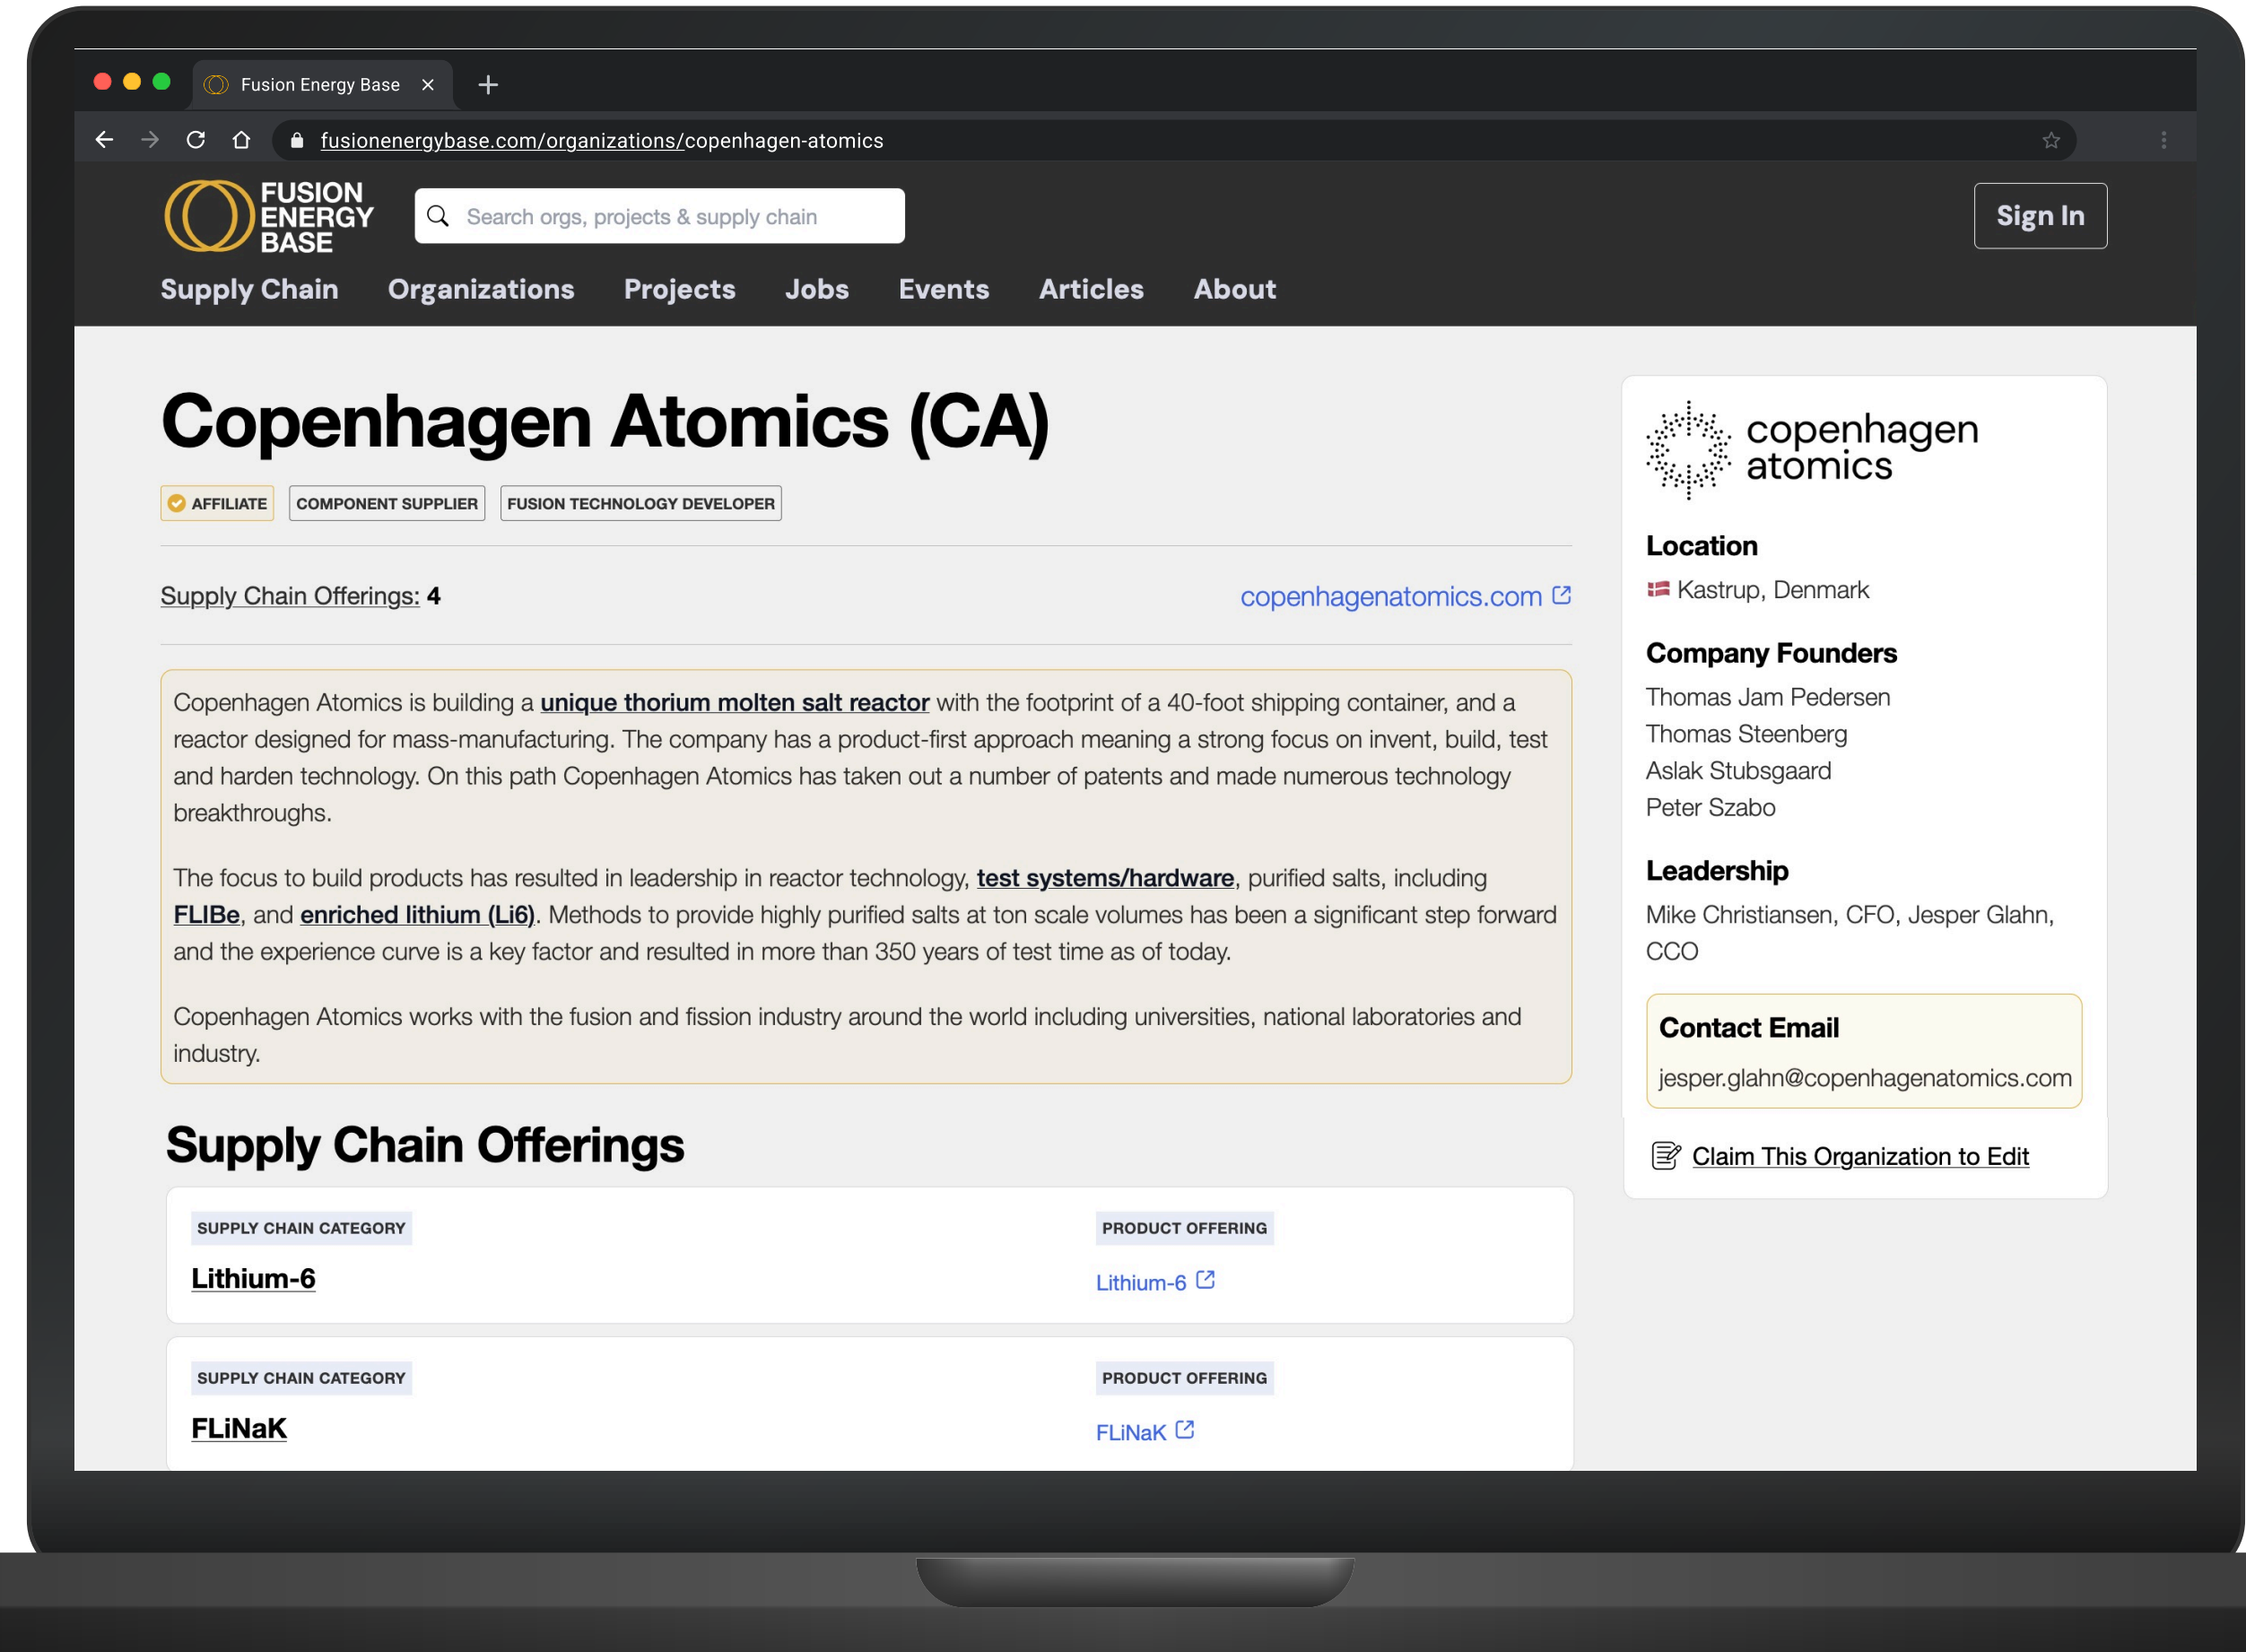 Fusion Energy Base
fusionenergybase.com/organizations/copenhagen-atomics
FUSION
ENERGY
BASE
Search orgs, projects & supply chain
Sign In
Supply Chain Organizations Projects Jobs Events Articles About
Copenhagen Atomics (CA)
AFFILIATE COMPONENT SUPPLIER FUSION TECHNOLOGY DEVELOPER
Supply Chain Offerings: 4
copenhagenatomics.com
Copenhagen Atomics is building a unique thorium molten salt reactor with the footprint of a 40-foot shipping container, and a
reactor designed for mass-manufacturing. The company has a product-first approach meaning a strong focus on invent, build, test
and harden technology. On this path Copenhagen Atomics has taken out a number of patents and made numerous technology
breakthroughs.
The focus to build products has resulted in leadership in reactor technology, test systems/hardware, purified salts, including
FLIBe, and enriched lithium (Li6). Methods to provide highly purified salts at ton scale volumes has been a significant step forward
and the experience curve is a key factor and resulted in more than 350 years of test time as of today.
Copenhagen Atomics works with the fusion and fission industry around the world including universities, national laboratories and
industry.
Supply Chain Offerings
SUPPLY CHAIN CATEGORY
Lithium-6
PRODUCT OFFERING
Lithium-6
SUPPLY CHAIN CATEGORY
FLiNaK
PRODUCT OFFERING
FLiNaK
copenhagen
atomics
Location
Kastrup, Denmark
Company Founders
Thomas Jam Pedersen
Thomas Steenberg
Aslak Stubsgaard
Peter Szabo
Leadership
Mike Christiansen, CFO, Jesper Glahn,
CCO
Contact Email
jesper.glahn@copenhagenatomics.com
Claim This Organization to Edit